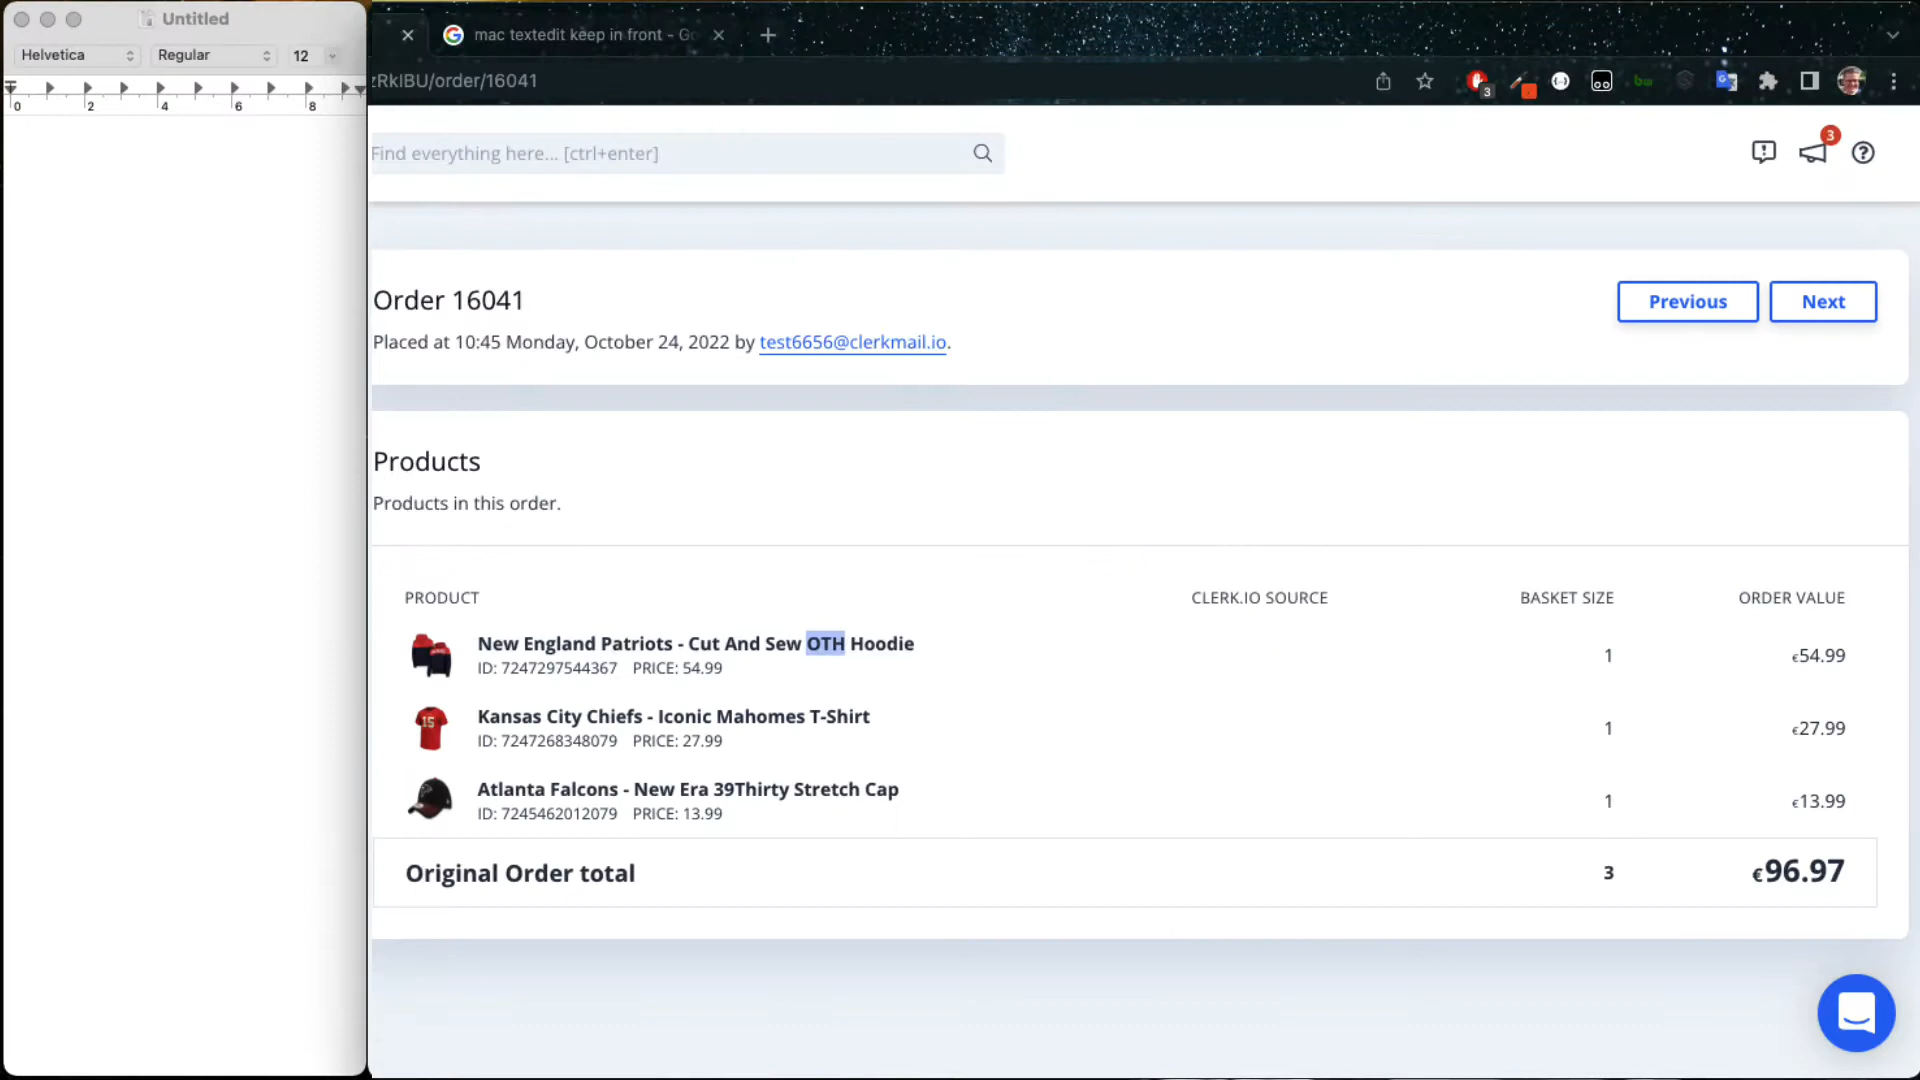 Untitled
Helvetica
Regular
12
0 2 4 6 8
mac textedit keep in front - Go
zRkIBU/order/16041
3
Find everything here... [ctrl+enter]
3
Order 16041
Previous
Next
Placed at 10:45 Monday, October 24, 2022 by test6656@clerkmail.io.
Products
Products in this order.
PRODUCT
CLERK.IO SOURCE
BASKET SIZE
ORDER VALUE
New England Patriots - Cut And Sew OTH Hoodie
ID: 7247297544367 PRICE: 54.99
1
€54.99
Kansas City Chiefs - Iconic Mahomes T-Shirt
ID: 7247268348079 PRICE: 27.99
1
€27.99
Atlanta Falcons - New Era 39Thirty Stretch Cap
ID: 7245462012079 PRICE: 13.99
1
€13.99
Original Order total
3
€96.97